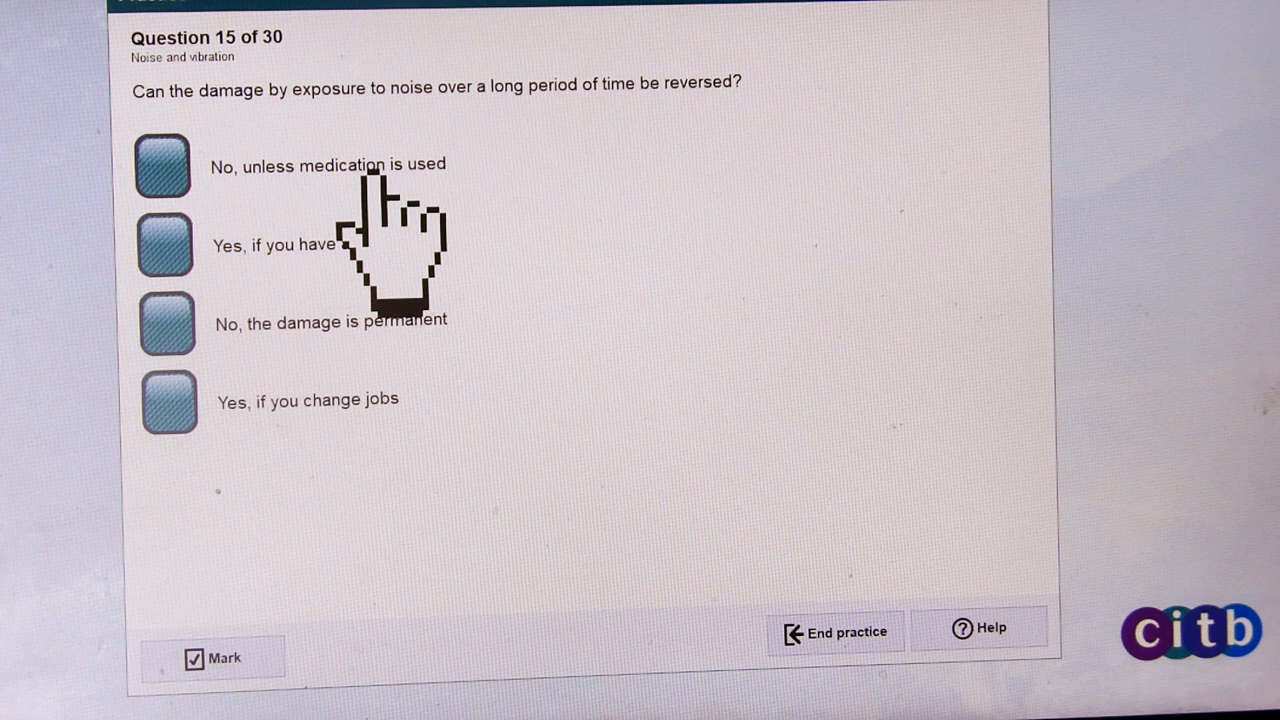 Question 15 of 30
Noise and vibration
Can the damage by exposure to noise over a long period of time be reversed?
No, unless medication is used
Yes, if you have
No, the damage is permanent
Yes, if you change jobs
Mark
End practice
Help
citb